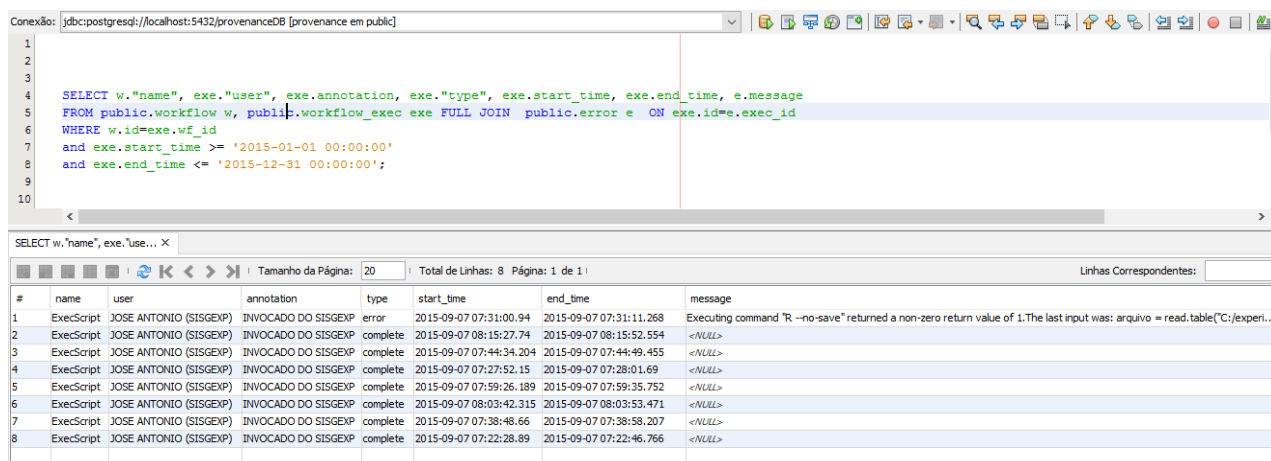 Conexão: jdbc:postgresql://localhost:5432/provenanceDB [provenance em public]
1
2
3
4 SELECT w."name", exe."user", exe.annotation, exe."type", exe.start_time, exe.end_time, e.message
5 FROM public.workflow w, public.workflow_exec exe FULL JOIN public.error e ON exe.id=e.exec_id
6 WHERE w.id=exe.wf_id
7 and exe.start_time >= '2015-01-01 00:00:00'
8 and exe.end_time <= '2015-12-31 00:00:00';
9
10
SELECT w."name", exe."use... X
Tamanho da Página: 20 Total de Linhas: 8 Página: 1 de 1 Linhas Correspondentes:
# name user annotation type start_time end_time message
1 ExecScript JOSE ANTONIO (SISGEXP) INVOCADO DO SISGEXP error 2015-09-07 07:31:00.94 2015-09-07 07:31:11.268 Executing command "R --no-save" returned a non-zero return value of 1.The last input was: arquivo = read.table("C:/experi...
2 ExecScript JOSE ANTONIO (SISGEXP) INVOCADO DO SISGEXP complete 2015-09-07 08:15:27.74 2015-09-07 08:15:52.554 <NULL>
3 ExecScript JOSE ANTONIO (SISGEXP) INVOCADO DO SISGEXP complete 2015-09-07 07:44:34.204 2015-09-07 07:44:49.455 <NULL>
4 ExecScript JOSE ANTONIO (SISGEXP) INVOCADO DO SISGEXP complete 2015-09-07 07:27:52.15 2015-09-07 07:28:01.69 <NULL>
5 ExecScript JOSE ANTONIO (SISGEXP) INVOCADO DO SISGEXP complete 2015-09-07 07:59:26.189 2015-09-07 07:59:35.752 <NULL>
6 ExecScript JOSE ANTONIO (SISGEXP) INVOCADO DO SISGEXP complete 2015-09-07 08:03:42.315 2015-09-07 08:03:53.471 <NULL>
7 ExecScript JOSE ANTONIO (SISGEXP) INVOCADO DO SISGEXP complete 2015-09-07 07:38:48.66 2015-09-07 07:38:58.207 <NULL>
8 ExecScript JOSE ANTONIO (SISGEXP) INVOCADO DO SISGEXP complete 2015-09-07 07:22:28.89 2015-09-07 07:22:46.766 <NULL>